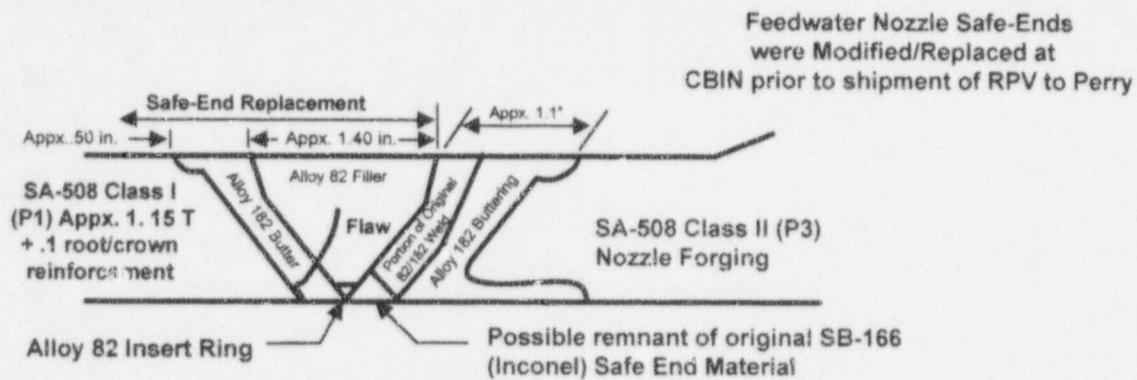 Feedwater Nozzle Safe-Ends
were Modified/Replaced at
CBIN prior to shipment of RPV to Perry
Safe-End Replacement
Appx. 1.1"
Appx..50 in.
Appx. 1.40 in.
Alloy 82 Filler
SA-508 Class I
(P1) Appx. 1. 15 T
+ .1 root/crown
reinforcement
Alloy 182 Butter
Flaw
Portion of Original
82/182 Weld
Alloy 182 Buttering
SA-508 Class II (P3)
Nozzle Forging
Alloy 82 Insert Ring
Possible remnant of original SB-166
(Inconel) Safe End Material